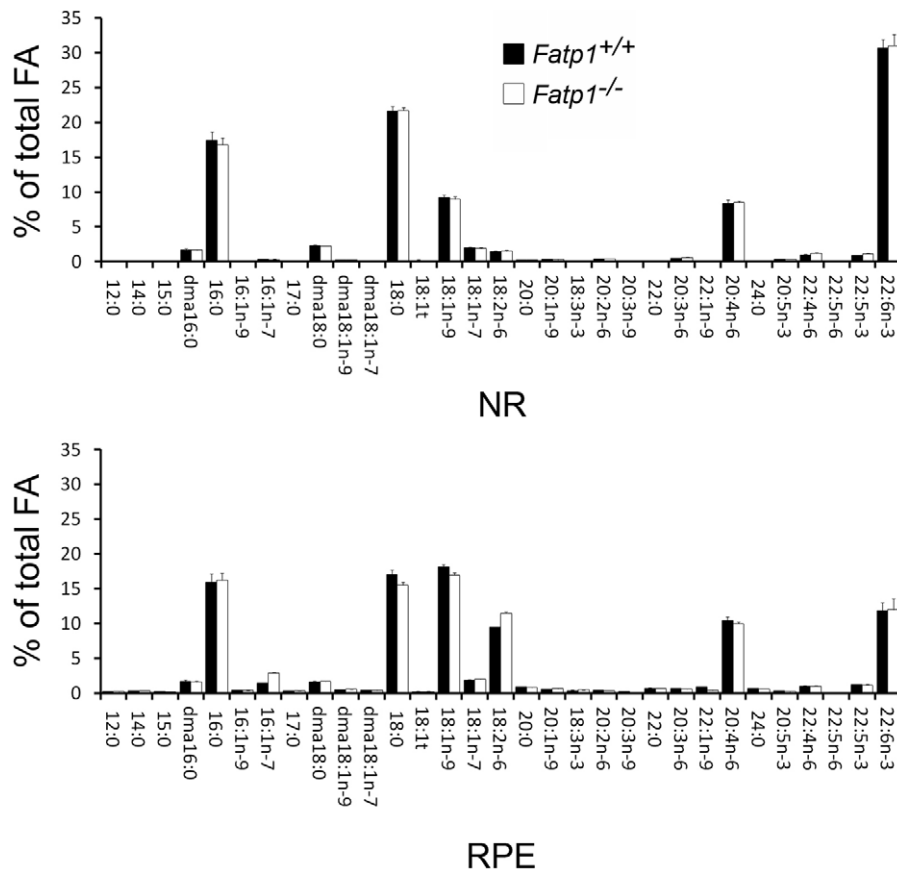 % of total FA
35
30
25
20
15
10
5
0
Fatp1+/+
Fatp1-/-
12:0
14:0
15:0
dma16:0
16:0
16:1n-9
16:1n-7
17:0
dma18:0
dma18:1n-9
dma18:1n-7
18:0
18:1t
18:1n-9
18:1n-7
18:2n-6
20:0
20:1n-9
18:3n-3
20:2n-6
20:3n-9
22:0
20:3n-6
22:1n-9
20:4n-6
24:0
20:5n-3
22:4n-6
22:5n-6
22:5n-3
22:6n-3
NR
% of total FA
35
30
25
20
15
10
5
0
12:0
14:0
15:0
dma16:0
16:0
16:1n-9
16:1n-7
17:0
dma18:0
dma18:1n-9
dma18:1n-7
18:0
18:1t
18:1n-9
18:1n-7
18:2n-6
20:0
20:1n-9
18:3n-3
20:2n-6
20:3n-9
22:0
20:3n-6
22:1n-9
20:4n-6
24:0
20:5n-3
22:4n-6
22:5n-6
22:5n-3
22:6n-3
RPE